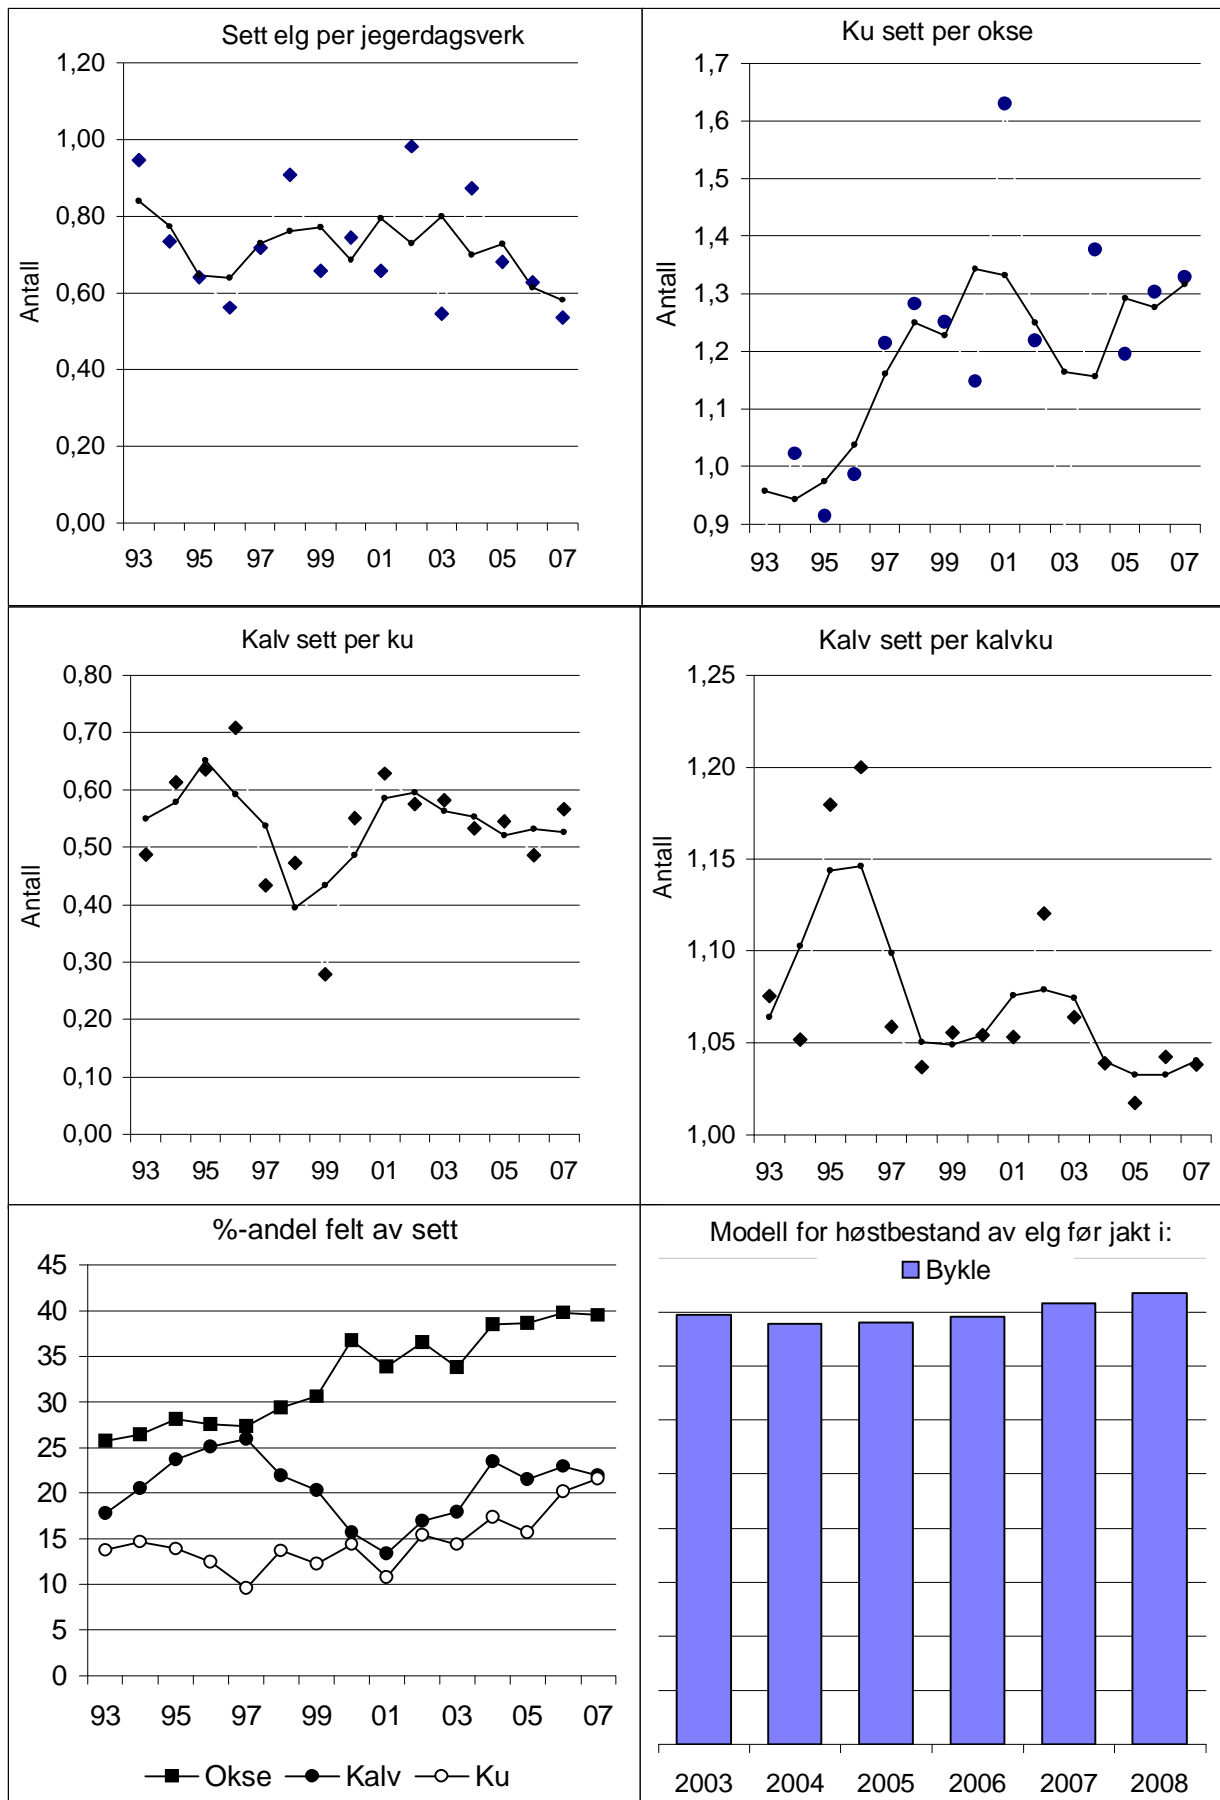 Sett elg per jegerdagsverk
1,20
1,00
0,80
0,60
0,40
0,20
0,00
Antall
93 95 97 99 01 03 05 07
Ku sett per okse
1,7
1,6
1,5
1,4
1,3
1,2
1,1
1,0
0,9
Antall
93 95 97 99 01 03 05 07
Kalv sett per ku
0,80
0,70
0,60
0,50
0,40
0,30
0,20
0,10
0,00
Antall
93 95 97 99 01 03 05 07
Kalv sett per kalvku
1,25
1,20
1,15
1,10
1,05
1,00
Antall
93 95 97 99 01 03 05 07
%-andel felt av sett
45
40
35
30
25
20
15
10
5
0
93 95 97 99 01 03 05 07
Okse Kalv Ku
Modell for høstbestand av elg før jakt i:
Bykle
2003 2004 2005 2006 2007 2008